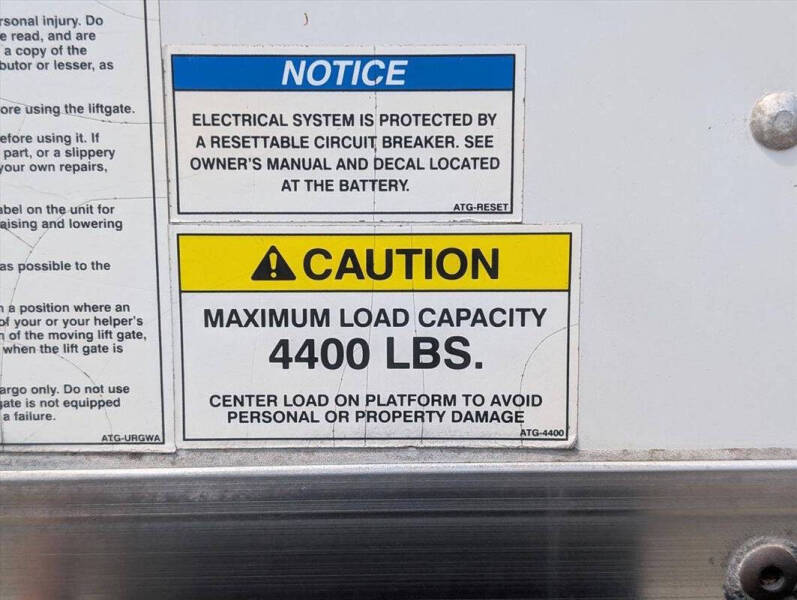 rsonal injury. Do
e read, and are
a copy of the
butor or lesser, as
ore using the liftgate.
efore using it. If
part, or a slippery
your own repairs,
abel on the unit for
aising and lowering
as possible to the
n a position where an
of your or your helper's
n of the moving lift gate,
when the lift gate is
argo only. Do not use
gate is not equipped
a failure.
ATG-URGWA
NOTICE
ELECTRICAL SYSTEM IS PROTECTED BY
A RESETTABLE CIRCUIT BREAKER. SEE
OWNER'S MANUAL AND DECAL LOCATED
AT THE BATTERY.
ATG-RESET
CAUTION
MAXIMUM LOAD CAPACITY
4400 LBS.
CENTER LOAD ON PLATFORM TO AVOID
PERSONAL OR PROPERTY DAMAGE
ATG-4400